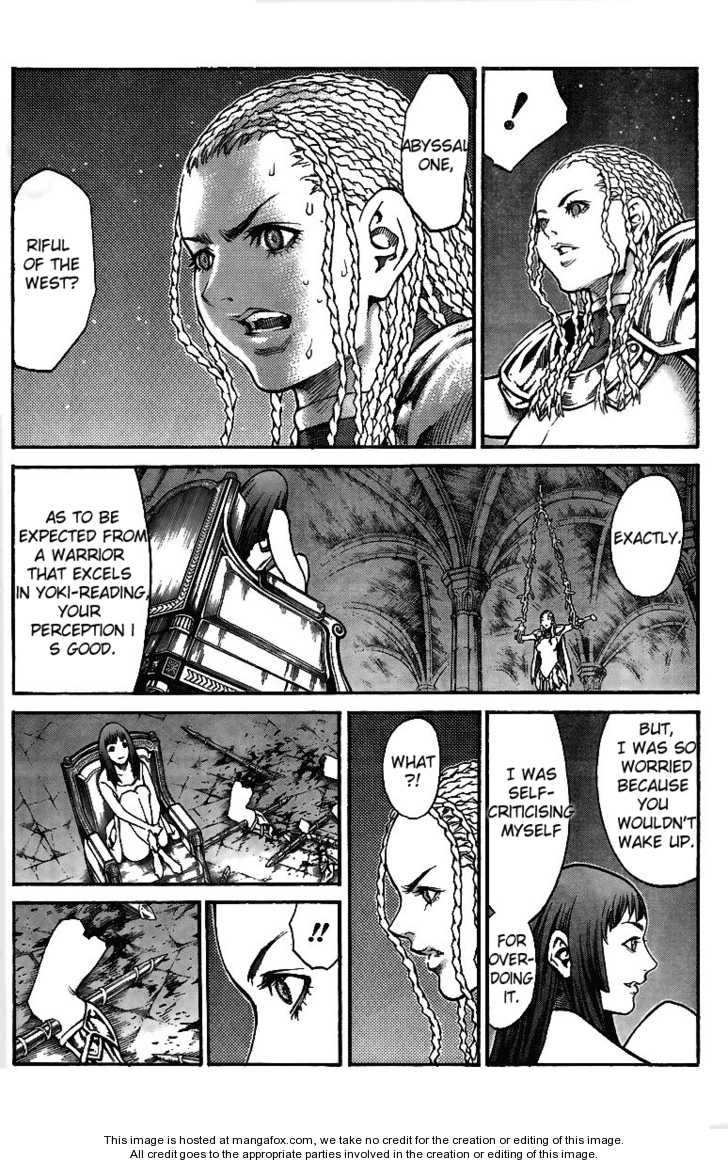 !
ABYSSAL
ONE,
RIFUL
OF THE
WEST?
EXACTLY.
AS TO BE
EXPECTED FROM
A WARRIOR
THAT EXCELS
IN YOKI-READING,
YOUR
PERCEPTION I
S GOOD.
BUT,
I WAS SO
WORRIED
BECAUSE
YOU
WOULDN'T
WAKE UP.
I WAS
SELF-
CRITICISING
MYSELF
FOR
OVER-
DOING
IT.
WHAT
?!
!!
This image is hosted at mangafox.com, we take no credit for the creation or editing of this image.
All credit goes to the appropriate parties involved in the creation or editing of this image.